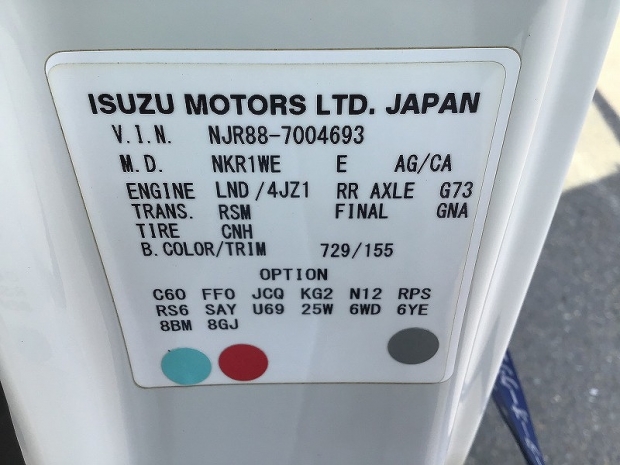 ISUZU MOTORS LTD. JAPAN
V.I.N. NJR88-7004693
M.D. NKR1WE E AG/CA
ENGINE LND/4JZ1 RR AXLE G73
TRANS. RSM FINAL GNA
TIRE CNH
B.COLOR/TRIM 729/155
OPTION
C60 FFO JCQ KG2 N12 RPS
RS6 SAY U69 25W 6WD 6YE
8BM 8GJ